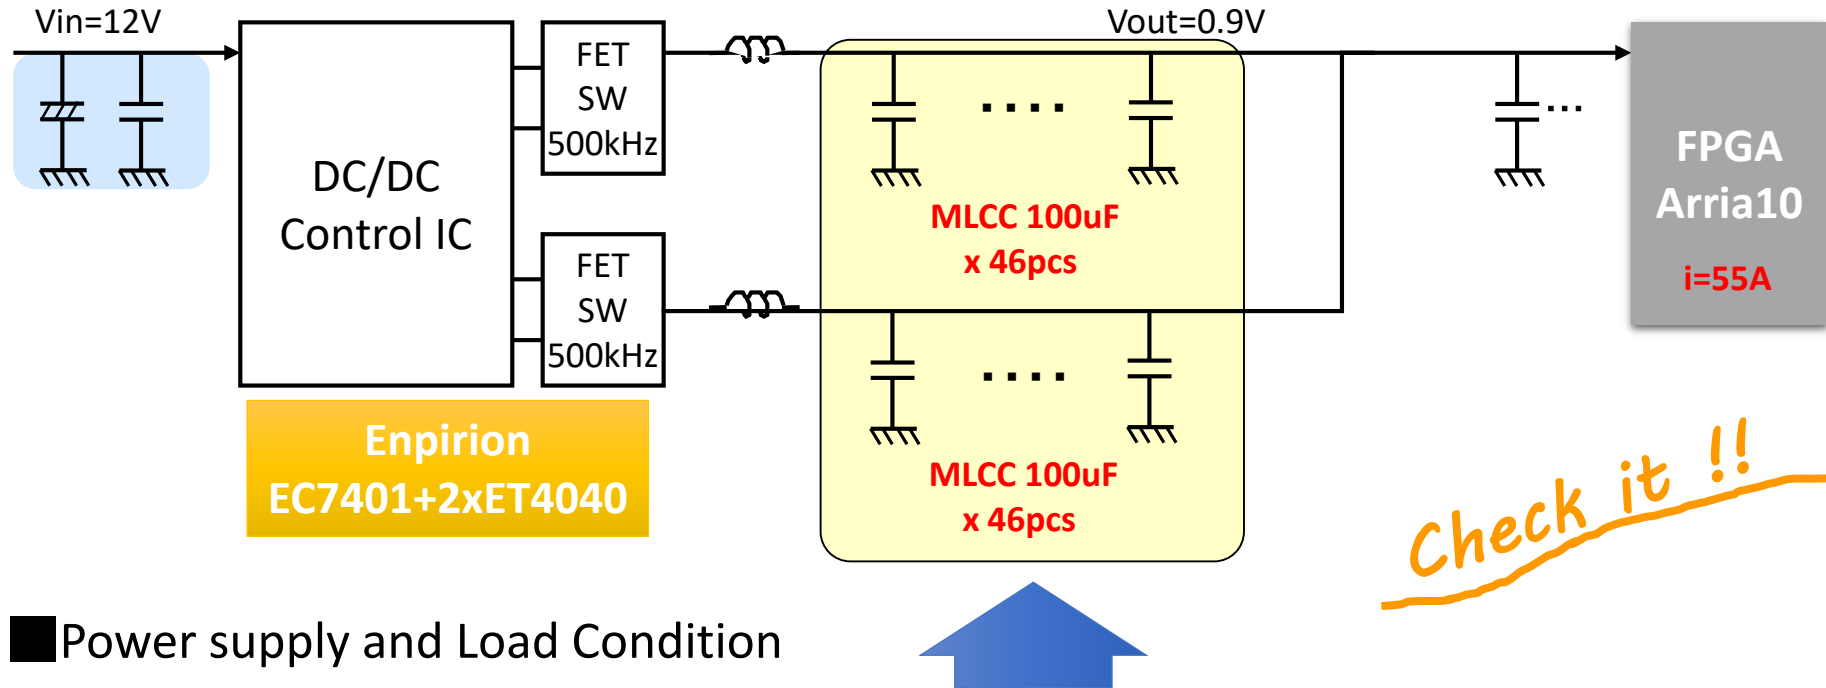 Vin=12V
Vout=0.9V
DC/DC
Control IC
FET
SW
500kHz
FET
SW
500kHz
MLCC 100uF
x 46pcs
MLCC 100uF
x 46pcs
FPGA
Arria10
i=55A
Enpirion
EC7401+2xET4040
Check it !!
Power supply and Load Condition